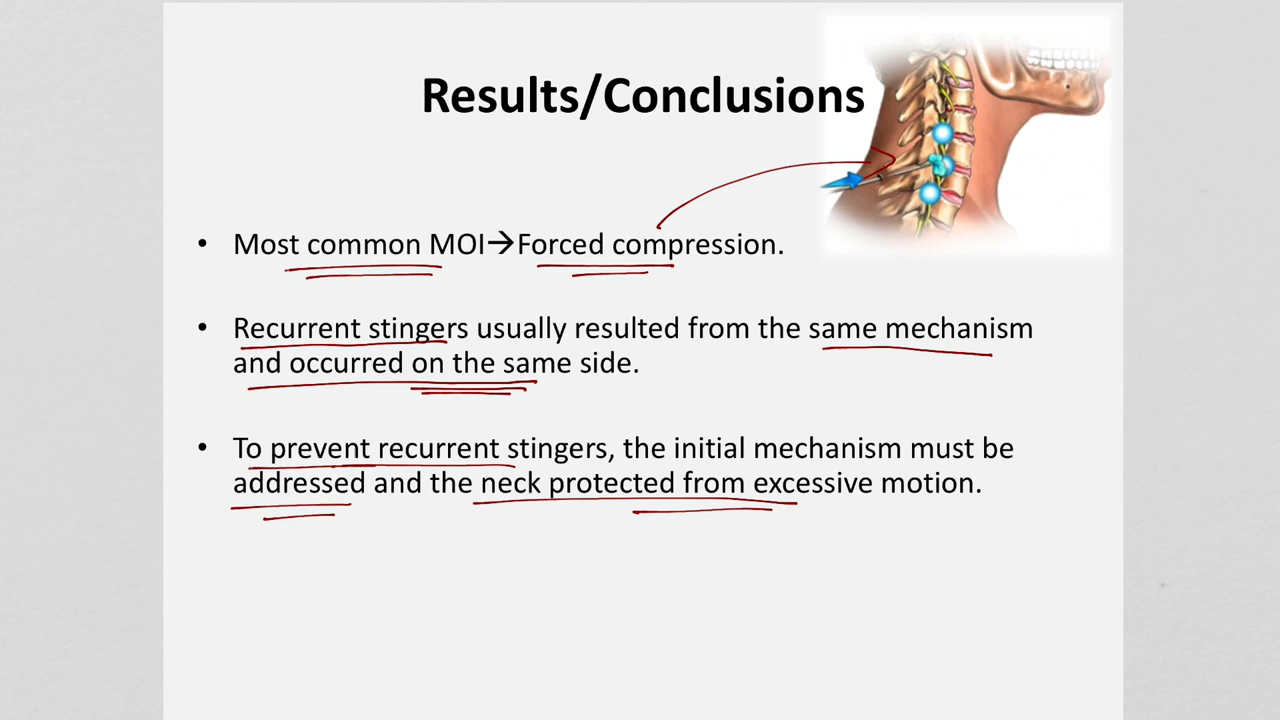 Results/Conclusions
• Most common MOI→Forced compression.
• Recurrent stingers usually resulted from the same mechanism
and occurred on the same side.
• To prevent recurrent stingers, the initial mechanism must be
addressed and the neck protected from excessive motion.